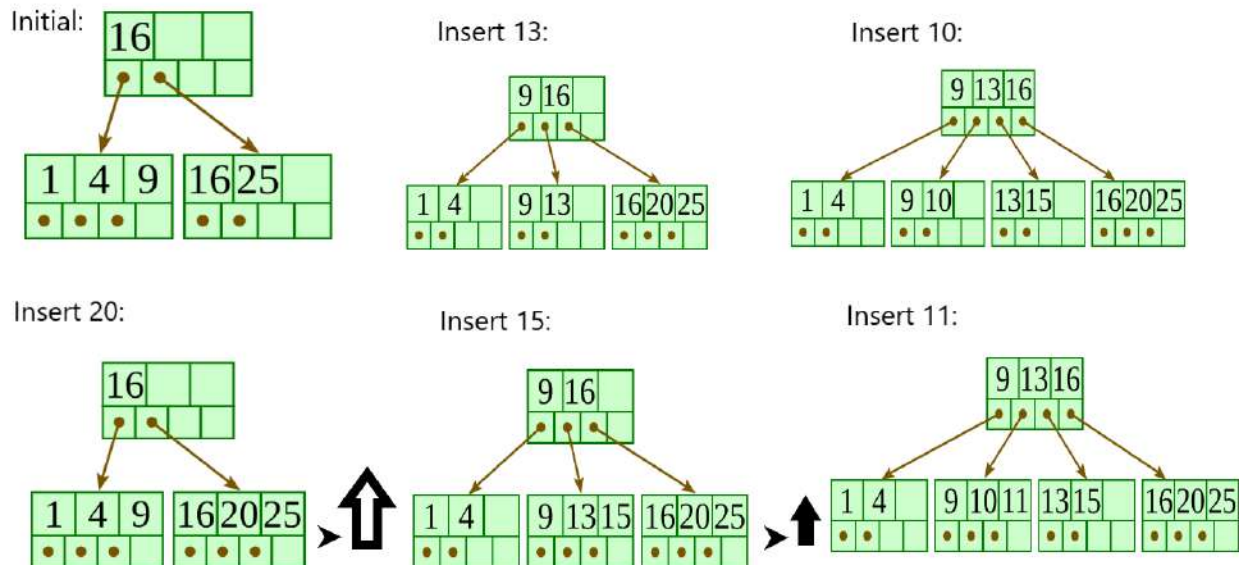 Initial:
16
1 4 9 16 25
Insert 20:
16
1 4 9 16 20 25
Insert 13:
9 16
1 4 9 13 16 20 25
Insert 15:
9 16
1 4 9 13 15 16 20 25
Insert 10:
9 13 16
1 4 9 10 13 15 16 20 25
Insert 11:
9 13 16
1 4 9 10 11 13 15 16 20 25